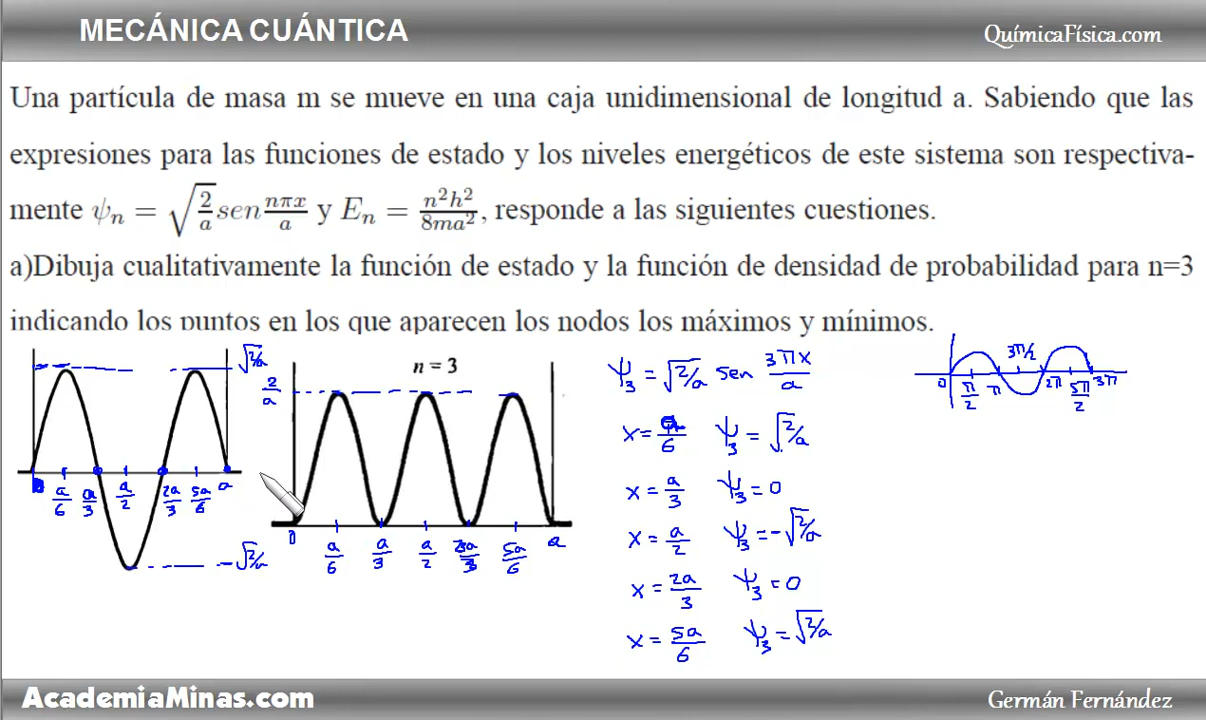 MECÁNICA CUÁNTICA
QuímicaFísica.com
Una partícula de masa m se mueve en una caja unidimensional de longitud a. Sabiendo que las
expresiones para las funciones de estado y los niveles energéticos de este sistema son respectiva-
mente ψₙ = √(2/a) sen nπx/a y Eₙ = n²h²/8ma², responde a las siguientes cuestiones.
a)Dibuja cualitativamente la función de estado y la función de densidad de probabilidad para n=3
indicando los puntos en los que aparecen los nodos los máximos y mínimos.
√2/a
a/6 a/3 a/2 2a/3 5a/6 a
-√2/a
n = 3
2/a
0 a/6 a/3 a/2 2a/3 5a/6 a
ψ₃ = √2/a sen 3πx/a
x = a/6 ψ₃ = √2/a
x = a/3 ψ₃ = 0
x = a/2 ψ₃ = -√2/a
x = 2a/3 ψ₃ = 0
x = 5a/6 ψ₃ = √2/a
0 π/2 π 3π/2 2π 5π/2 3π
AcademiaMinas.com
Germán Fernández